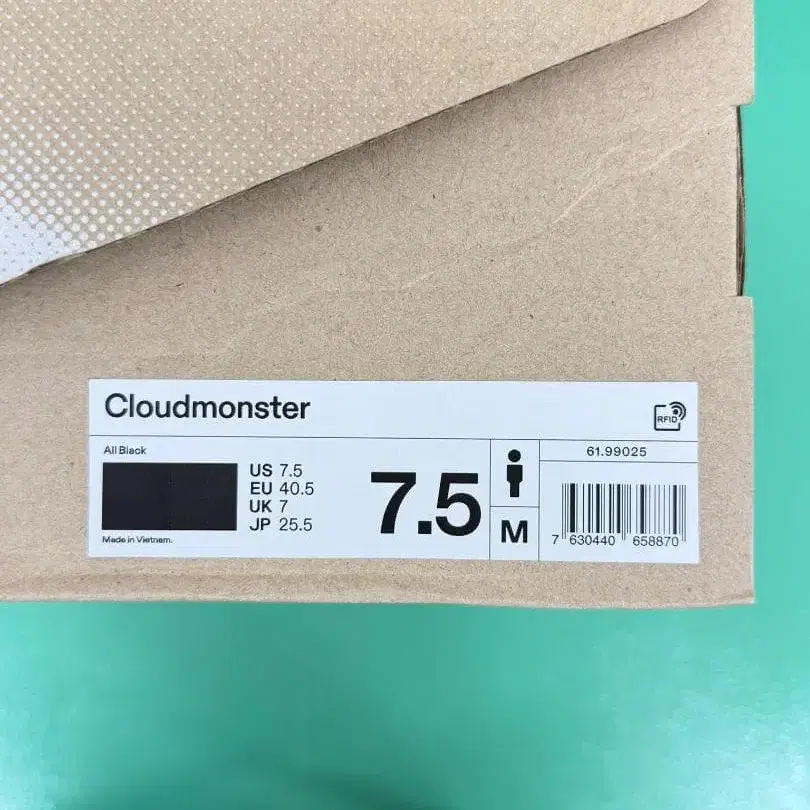 Cloudmonster
RFID
All Black
US 7.5
EU 40.5
UK 7
JP 25.5
Made in Vietnam.
7.5
M
61.99025
7 630440 658870